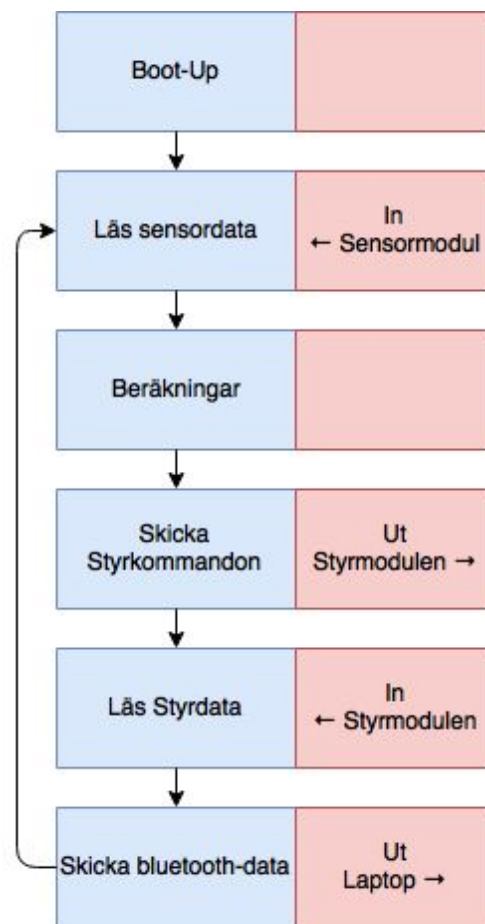 Boot-Up
Läs sensordata
In
← Sensormodul
Beräkningar
Skicka
Styrkommandon
Ut
Styrmodulen →
Läs Styrdata
In
← Styrmodulen
Skicka bluetooth-data
Ut
Laptop →